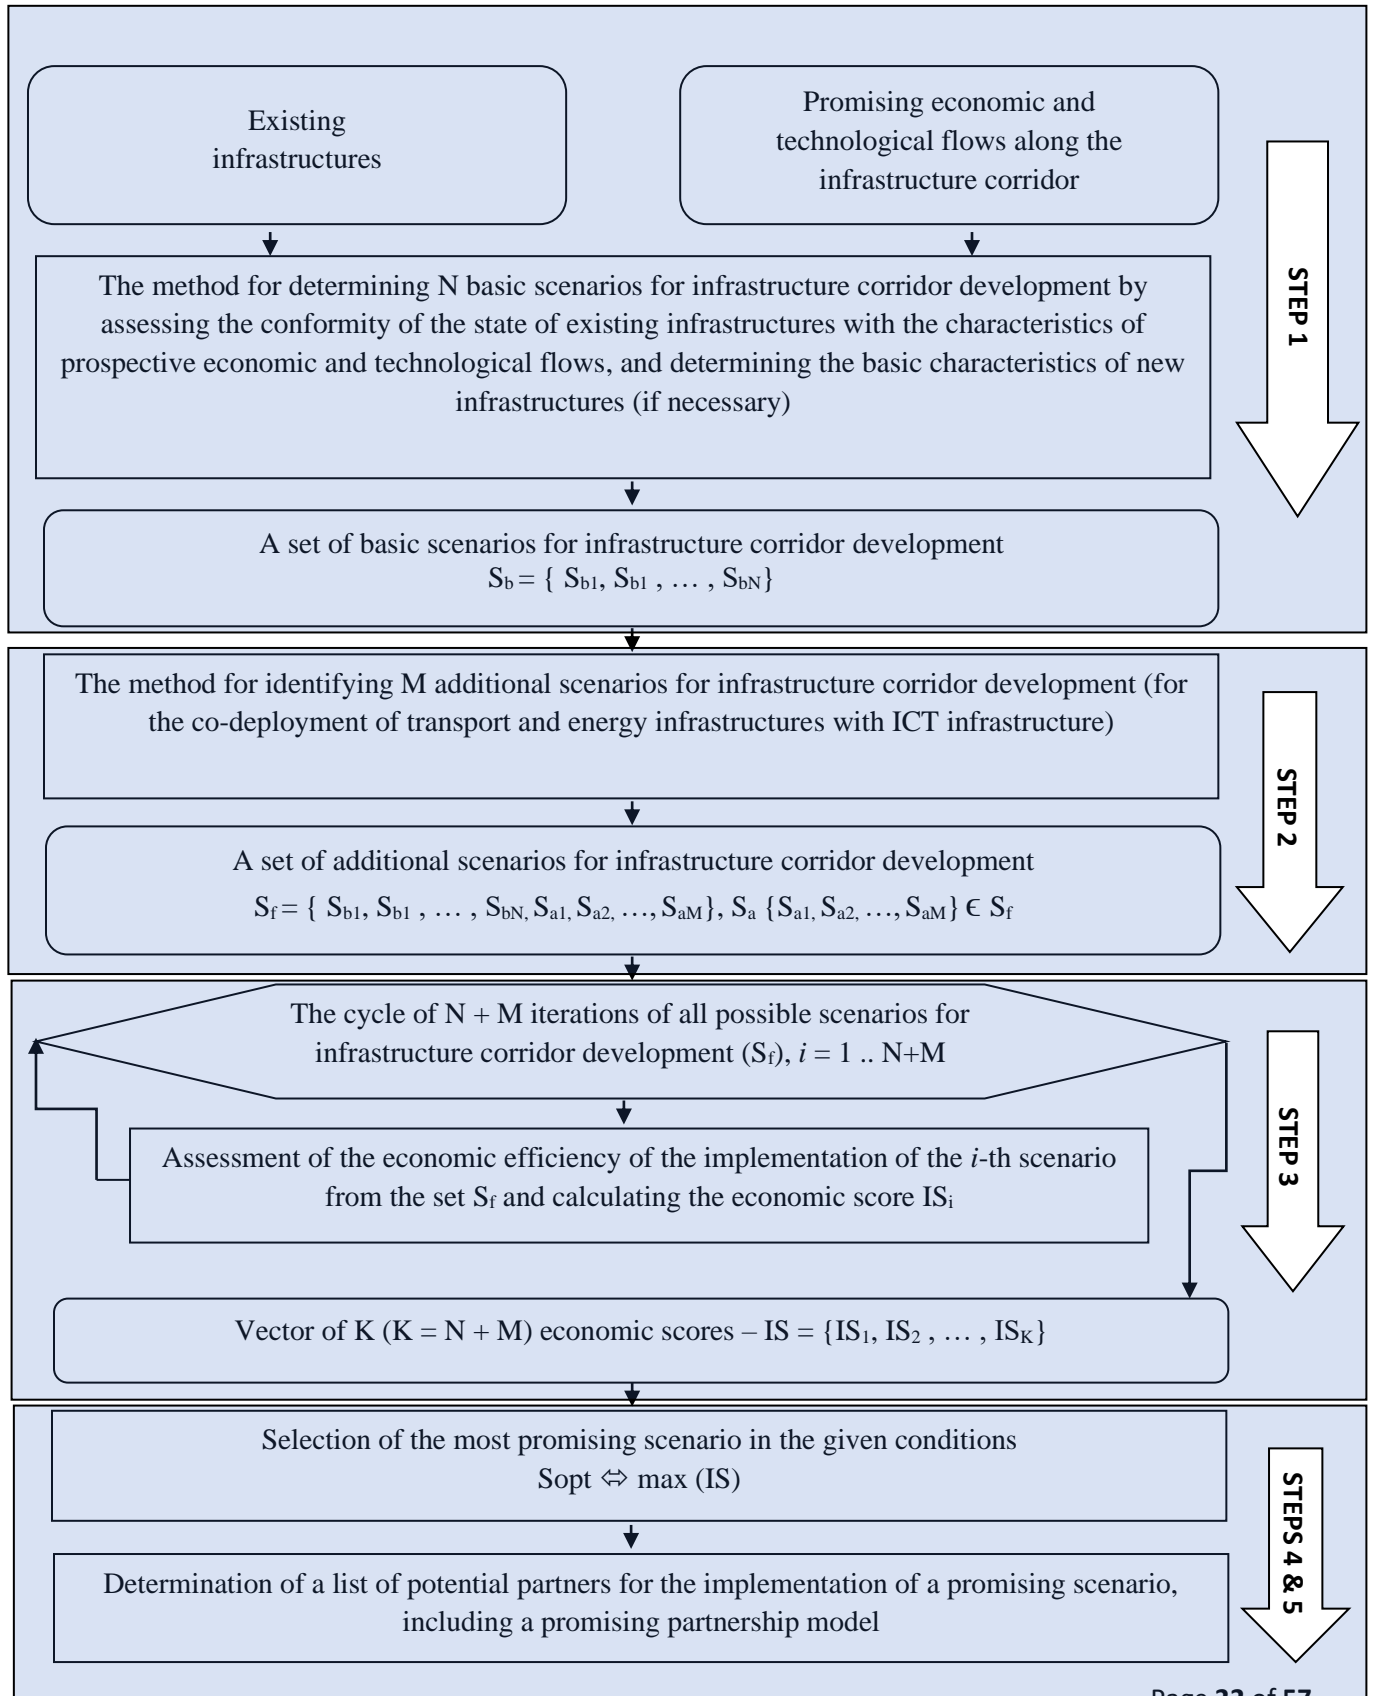 Existing
infrastructures
Promising economic and
technological flows along the
infrastructure corridor
STEP 1
The method for determining N basic scenarios for infrastructure corridor development by
assessing the conformity of the state of existing infrastructures with the characteristics of
prospective economic and technological flows, and determining the basic characteristics of new
infrastructures (if necessary)
A set of basic scenarios for infrastructure corridor development
Sb = { Sb1, Sb1 , … , SbN}
The method for identifying M additional scenarios for infrastructure corridor development (for
the co-deployment of transport and energy infrastructures with ICT infrastructure)
STEP 2
A set of additional scenarios for infrastructure corridor development
Sf = { Sb1, Sb1 , … , SbN, Sa1, Sa2, …, SaM}, Sa {Sa1, Sa2, …, SaM} ϵ Sf
The cycle of N + M iterations of all possible scenarios for
infrastructure corridor development (Sf), i = 1 .. N+M
STEP 3
Assessment of the economic efficiency of the implementation of the i-th scenario
from the set Sf and calculating the economic score ISi
Vector of K (K = N + M) economic scores – IS = {IS1, IS2 , … , ISK}
Selection of the most promising scenario in the given conditions
Sopt ⇔ max (IS)
STEPS 4 & 5
Determination of a list of potential partners for the implementation of a promising scenario,
including a promising partnership model
Page 22 of 57